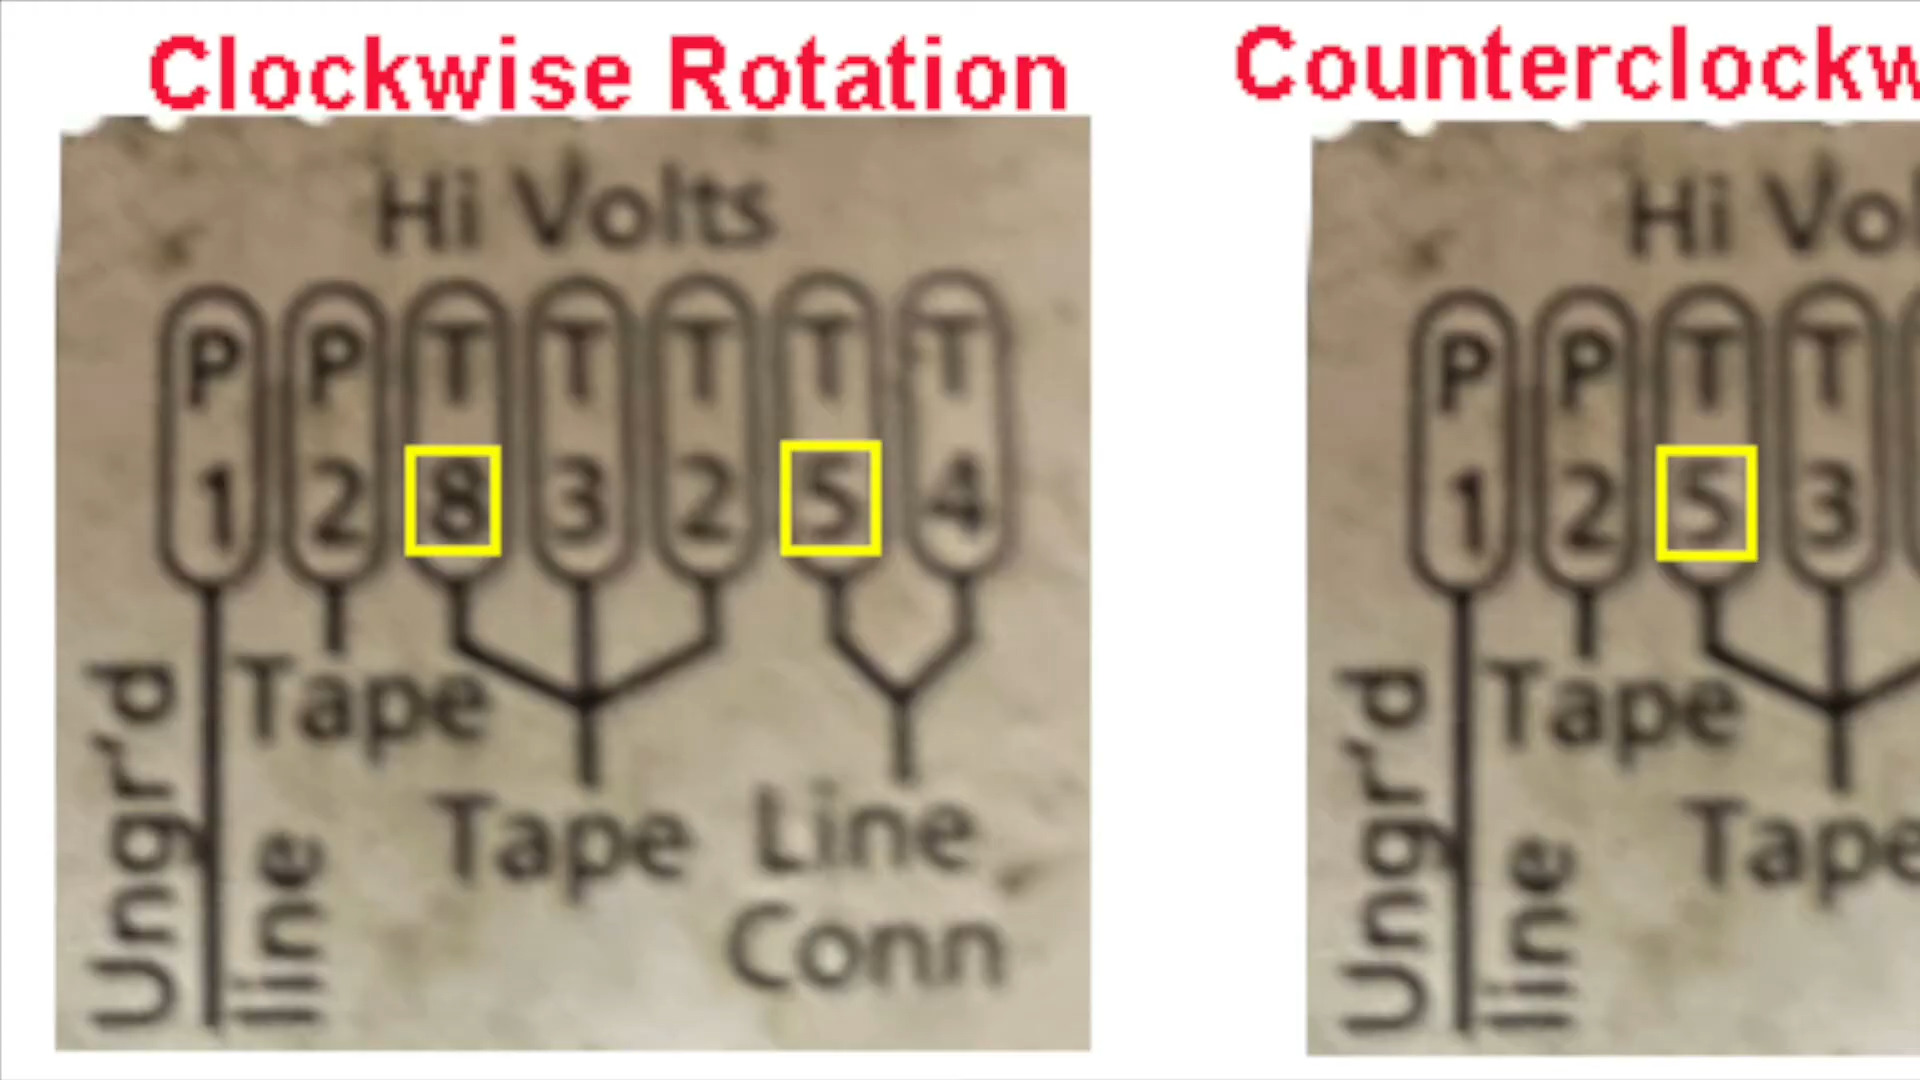 Clockwise Rotation
Hi Volts
P P T T T T T
1 2 8 3 2 5 4
Tape
Tape
Line
Conn
Ungr'd
line
Counterclockw
Hi Vol
P P T T
1 2 5 3
Tape
Tape
Ungr'd
line